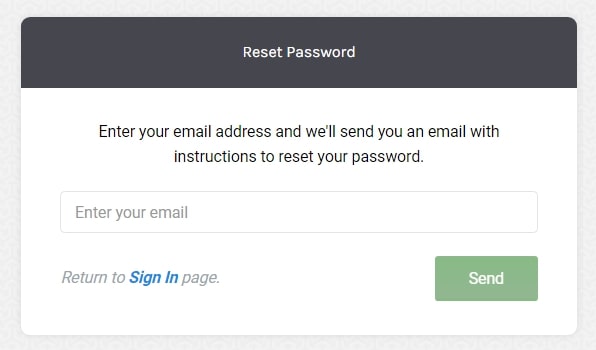 Reset Password
Enter your email address and we'll send you an email with
instructions to reset your password.
Enter your email
Return to Sign In page.
Send